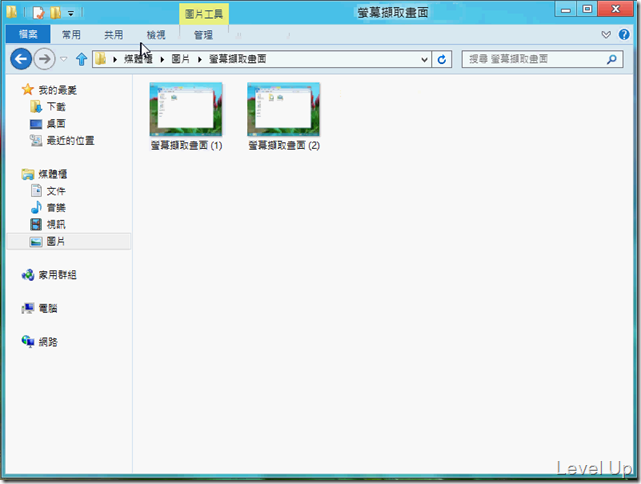 圖片工具
螢幕擷取畫面
檔案 常用 共用 檢視 管理
媒體櫃 圖片 螢幕擷取畫面
搜尋 螢幕擷取畫面
我的最愛
下載
桌面
最近的位置
媒體櫃
文件
音樂
視訊
圖片
家用群組
電腦
網路
螢幕擷取畫面 (1)
螢幕擷取畫面 (2)
Level Up